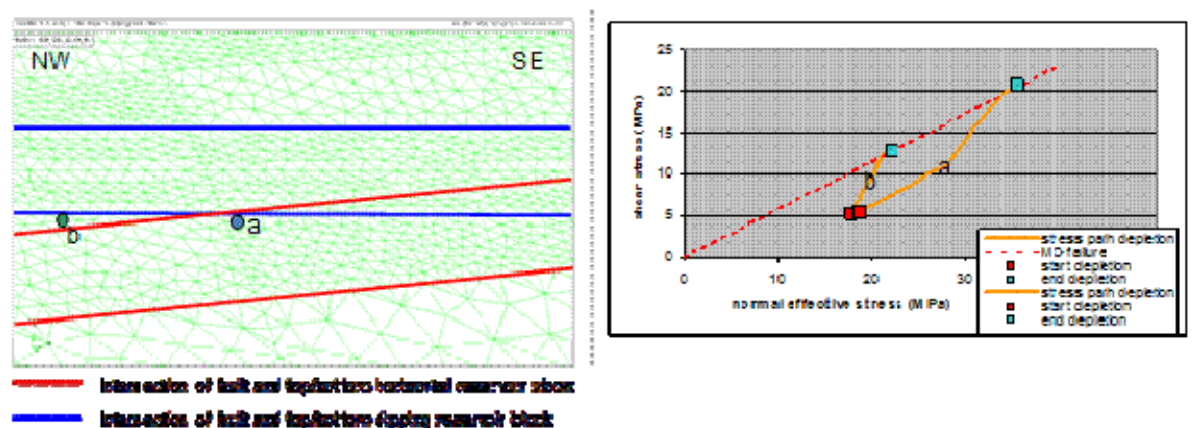 NW
SE
b
a
25
20
15
10
5
0
0
10
20
30
shear stress (MPa)
normal effective stress (MPa)
a
b
stress path depletion
MC-failure
start depletion
end depletion
stress path depletion
start depletion
end depletion
Intersection of fault and top/bottom horizontal reservoir block
Intersection of fault and top/bottom dipping reservoir block